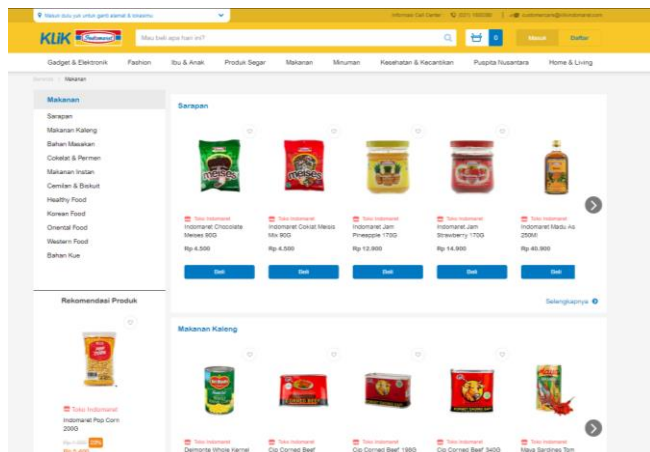 Masuk dulu yuk untuk ganti alamat & lokasimu
Informasi Call Center
KLIK Indomaret
Mau beli apa hari ini?
0
Masuk
Daftar
Gadget & Elektronik Fashion Ibu & Anak Produk Segar Makanan Minuman Kesehatan & Kecantikan Puspita Nusantara Home & Living
Beranda Makanan
Makanan
Sarapan
Makanan Kaleng
Bahan Masakan
Cokelat & Permen
Makanan Instan
Cemilan & Biskuit
Healthy Food
Korean Food
Oriental Food
Western Food
Bahan Kue
Rekomendasi Produk
Toko Indomaret
Indomaret Pop Corn
200G
Sarapan
meises
meises
Toko Indomaret
Indomaret Chocolate
Meises 90G
Rp 4.500
Beli
Toko Indomaret
Indomaret Coklat Meisis
Mix 90G
Rp 4.500
Beli
Toko Indomaret
Indomaret Jam
Pineapple 170G
Rp 12.900
Beli
Toko Indomaret
Indomaret Jam
Strawberry 170G
Rp 14.900
Beli
Toko Indomaret
Indomaret Madu As
250Ml
Rp 40.900
Beli
Selengkapnya
Makanan Kaleng
Toko Indomaret
Delmonte Whole Kernel
Toko Indomaret
Cip Corned Beef
Toko Indomaret
Cip Corned Beef 198G
Toko Indomaret
Cip Corned Beef 340G
Toko Indomaret
Maya Sardines Tom